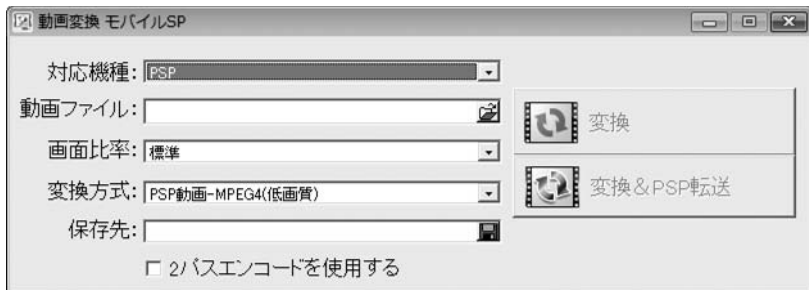 動画変換 モバイルSP
対応機種: PSP
動画ファイル:
変換
画面比率: 標準
変換方式: PSP動画-MPEG4(低画質)
変換&PSP転送
保存先:
2パスエンコードを使用する